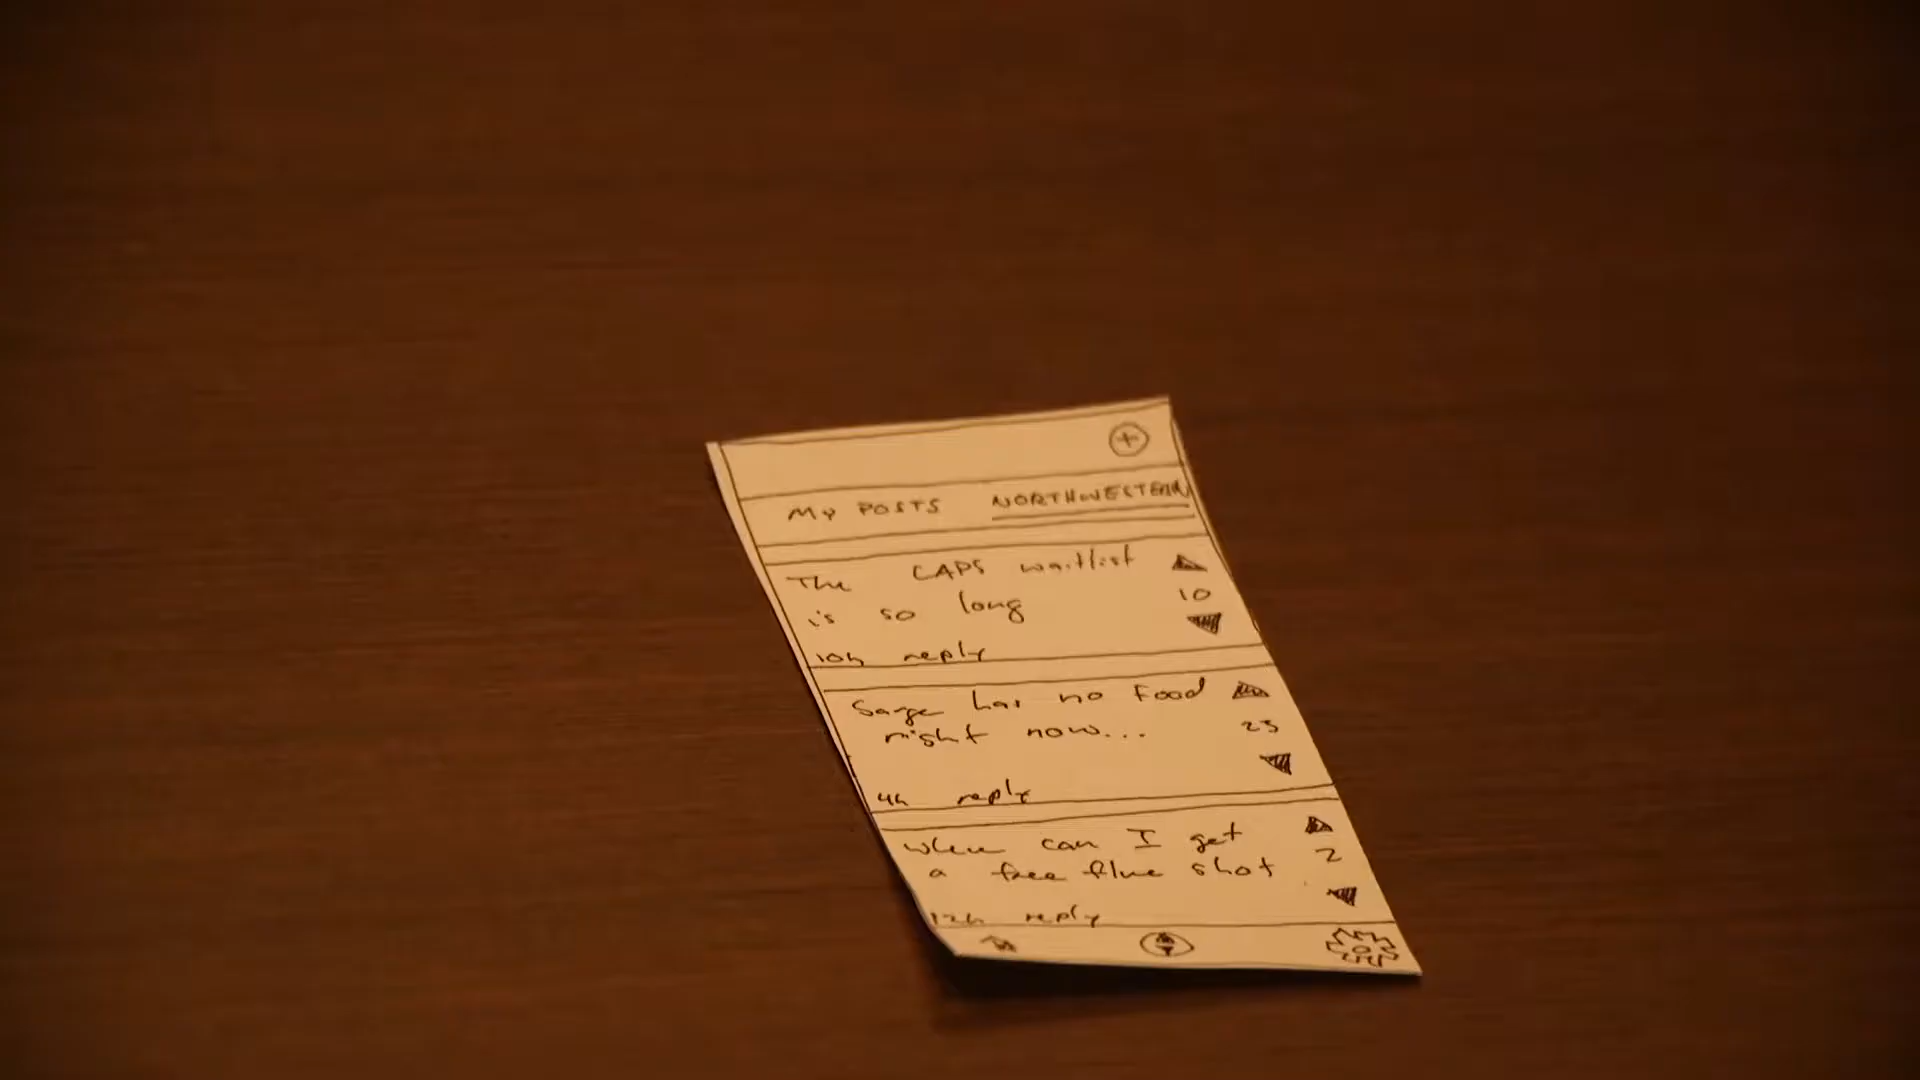 MY POSTS NORTHWESTERN
The CAPS waitlist
is so long
10
10h reply
Sarge has no food
right now...
23
4h reply
when can I get
a free flue shot
2
12h reply